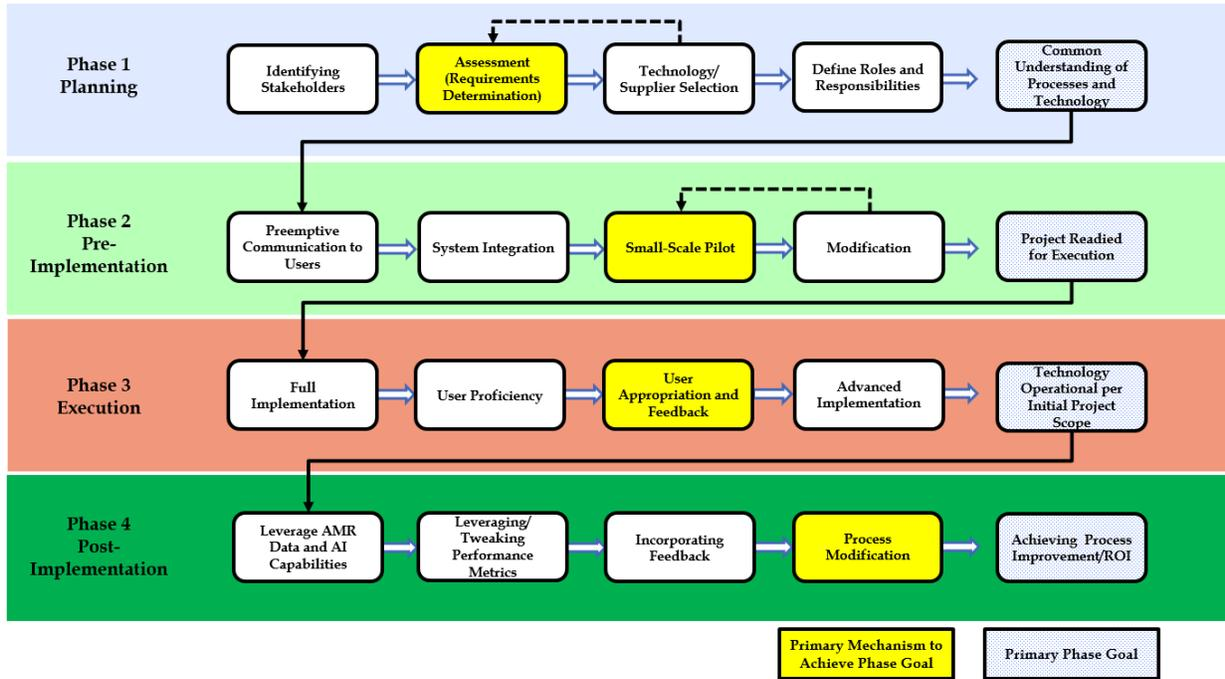 Phase 1
Planning
Identifying
Stakeholders
Assessment
(Requirements
Determination)
Technology/
Supplier Selection
Define Roles and
Responsibilities
Common
Understanding of
Processes and
Technology
Phase 2
Pre-
Implementation
Preemptive
Communication to
Users
System Integration
Small-Scale Pilot
Modification
Project Readied
for Execution
Phase 3
Execution
Full
Implementation
User Proficiency
User
Appropriation and
Feedback
Advanced
Implementation
Technology
Operational per
Initial Project
Scope
Phase 4
Post-
Implementation
Leverage AMR
Data and AI
Capabilities
Leveraging/
Tweaking
Performance
Metrics
Incorporating
Feedback
Process
Modification
Achieving Process
Improvement/ROI
Primary Mechanism to
Achieve Phase Goal
Primary Phase Goal